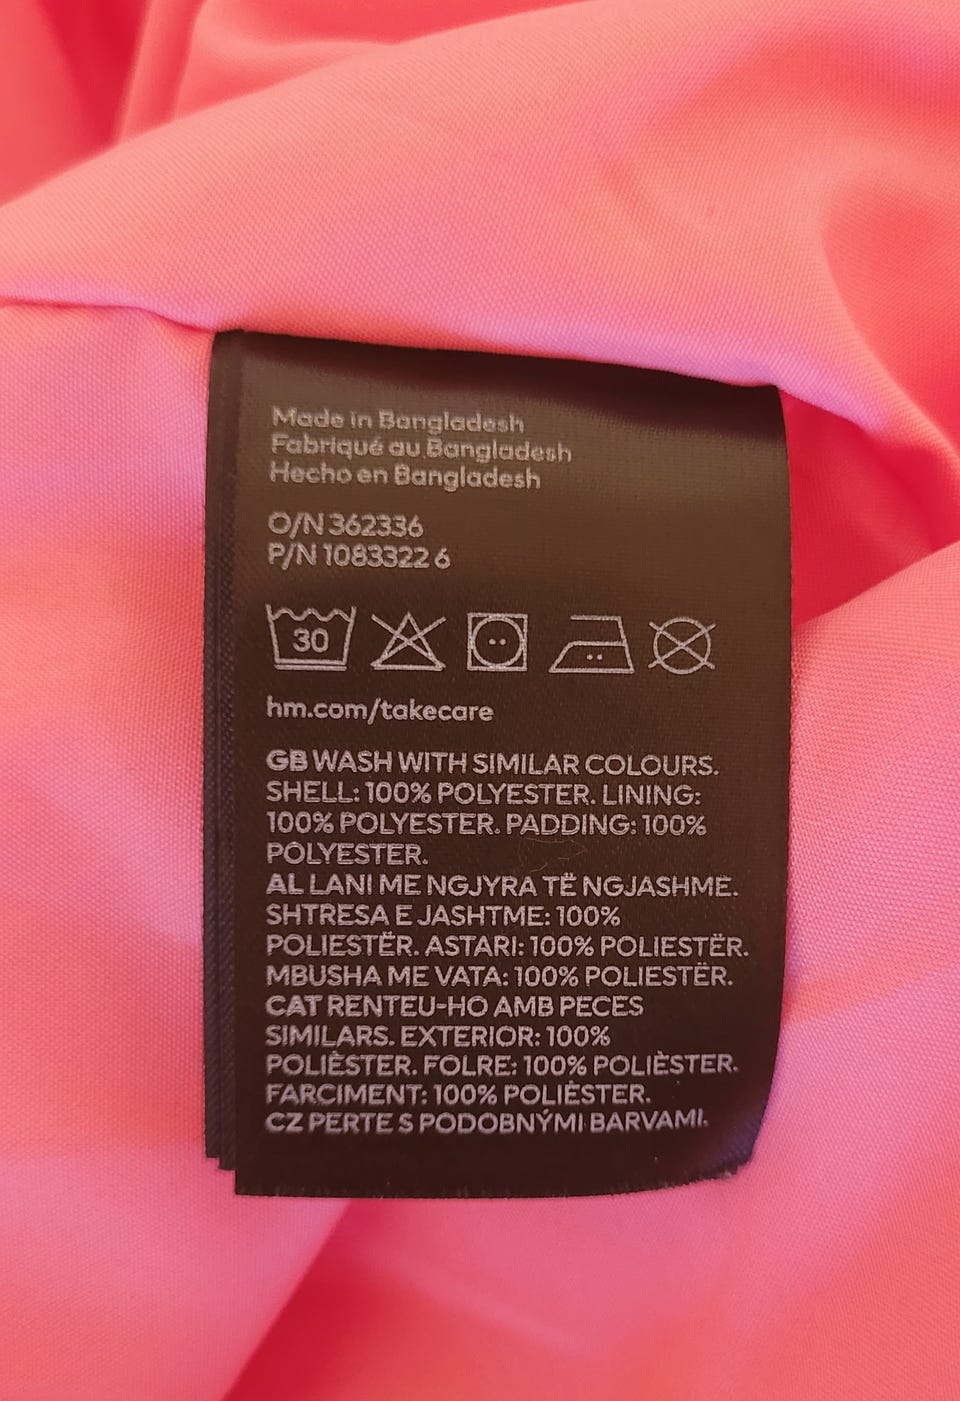 Made in Bangladesh
Fabriqué au Bangladesh
Hecho en Bangladesh
O/N 362336
P/N 1083322 6
30
hm.com/takecare
GB WASH WITH SIMILAR COLOURS.
SHELL: 100% POLYESTER. LINING:
100% POLYESTER. PADDING: 100%
POLYESTER.
AL LANI ME NGJYRA TË NGJASHME.
SHTRESA E JASHTME: 100%
POLIESTËR. ASTARI: 100% POLIESTËR.
MBUSHA ME VATA: 100% POLIESTËR.
CAT RENTEU-HO AMB PECES
SIMILARS. EXTERIOR: 100%
POLIÈSTER. FOLRE: 100% POLIÈSTER.
FARCIMENT: 100% POLIÈSTER.
CZ PERTE S PODOBNÝMI BARVAMI.